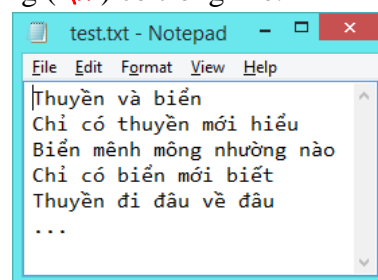 test.txt - Notepad
File Edit Format View Help
Thuyền và biển
Chỉ có thuyền mới hiểu
Biển mênh mông nhường nào
Chỉ có biển mới biết
Thuyền đi đâu về đâu
...